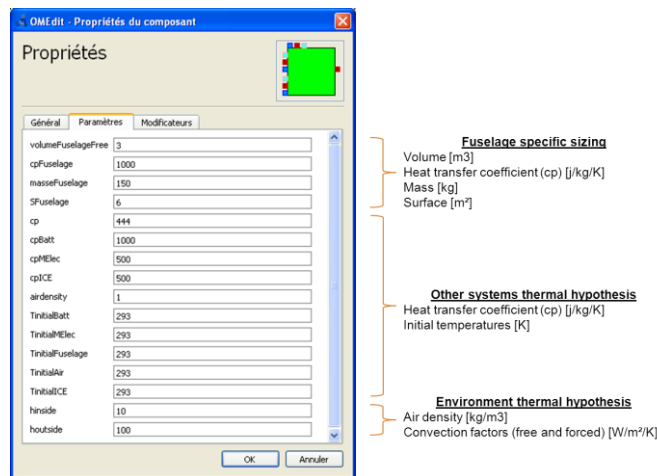 OMEdit - Propriétés du composant
Propriétés
Général Paramètres Modificateurs
volumeFuselageFree 3
cpFuselage 1000
masseFuselage 150
SFuselage 6
cp 444
cpBatt 1000
cpMElec 500
cpICE 500
airdensity 1
TinitialBatt 293
TinitialMElec 293
TinitialFuselage 293
TinitialAir 293
TinitialICE 293
hinside 10
houtside 100
OK Annuler
Fuselage specific sizing
Volume [m3]
Heat transfer coefficient (cp) [j/kg/K]
Mass [kg]
Surface [m²]
Other systems thermal hypothesis
Heat transfer coefficient (cp) [j/kg/K]
Initial temperatures [K]
Environment thermal hypothesis
Air density [kg/m3]
Convection factors (free and forced) [W/m²/K]